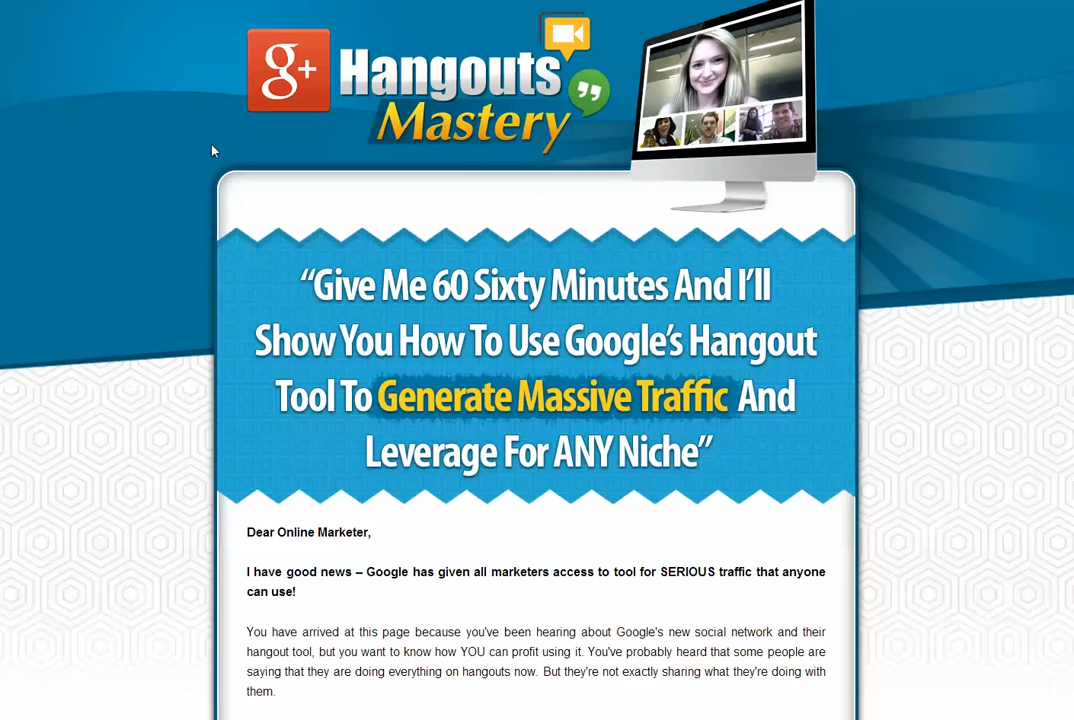 g+ Hangouts
Mastery
“Give Me 60 Sixty Minutes And I’ll
Show You How To Use Google’s Hangout
Tool To Generate Massive Traffic And
Leverage For ANY Niche”
Dear Online Marketer,
I have good news – Google has given all marketers access to tool for SERIOUS traffic that anyone
can use!
You have arrived at this page because you've been hearing about Google's new social network and their
hangout tool, but you want to know how YOU can profit using it. You've probably heard that some people are
saying that they are doing everything on hangouts now. But they're not exactly sharing what they're doing with
them.